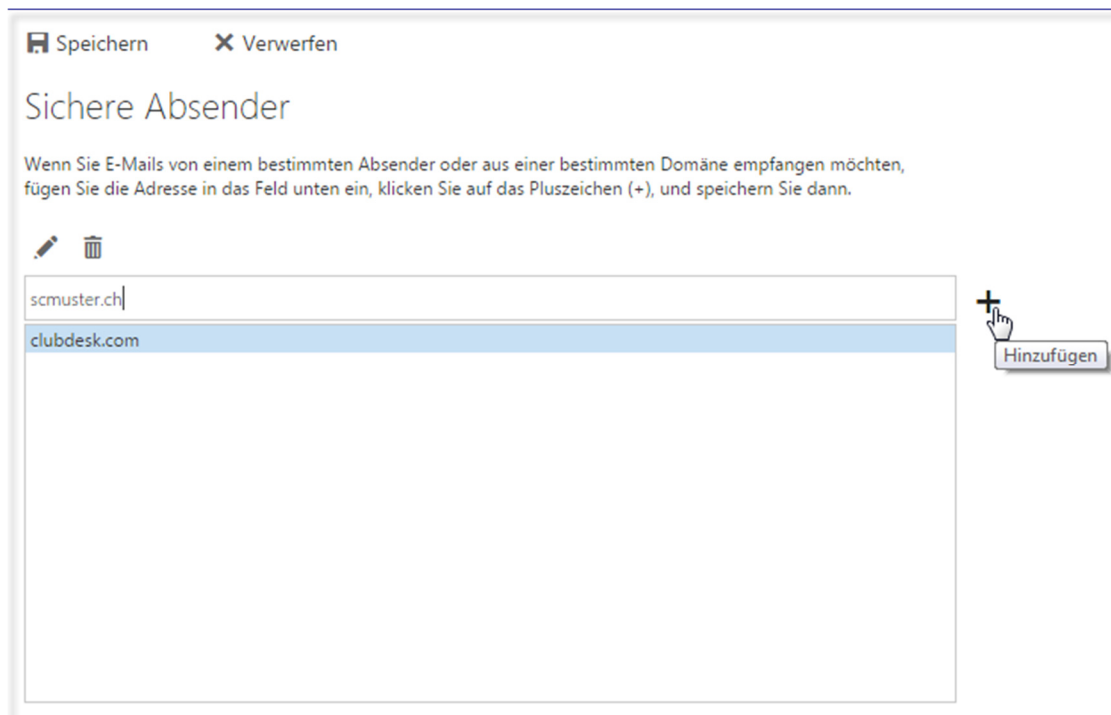 Speichern Verwerfen
Sichere Absender
Wenn Sie E-Mails von einem bestimmten Absender oder aus einer bestimmten Domäne empfangen möchten,
fügen Sie die Adresse in das Feld unten ein, klicken Sie auf das Pluszeichen (+), und speichern Sie dann.
scmuster.ch
clubdesk.com
Hinzufügen